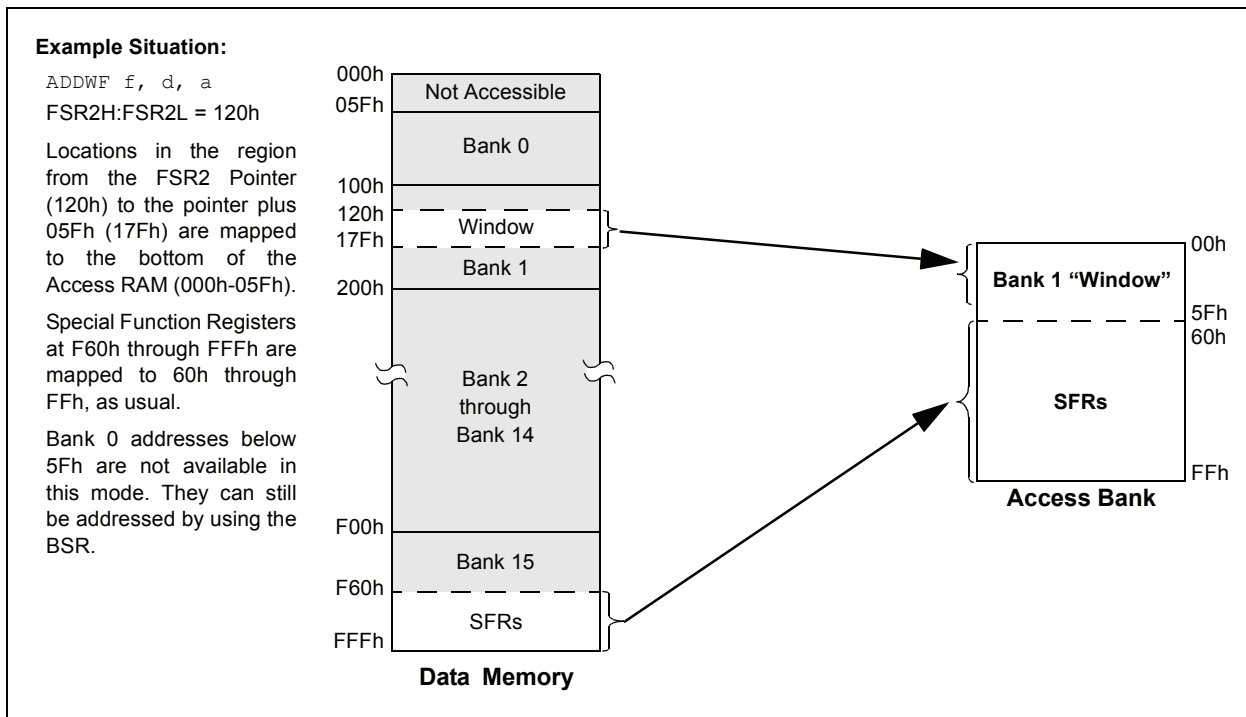 Example Situation:
ADDWF f, d, a
FSR2H:FSR2L = 120h
Locations in the region
from the FSR2 Pointer
(120h) to the pointer plus
05Fh (17Fh) are mapped
to the bottom of the
Access RAM (000h-05Fh).
Special Function Registers
at F60h through FFFh are
mapped to 60h through
FFh, as usual.
Bank 0 addresses below
5Fh are not available in
this mode. They can still
be addressed by using the
BSR.
000h
Not Accessible
05Fh
Bank 0
100h
120h
Window
17Fh
Bank 1
200h
Bank 2
through
Bank 14
F00h
Bank 15
F60h
SFRs
FFFh
Data Memory
00h
Bank 1 “Window”
5Fh
60h
SFRs
FFh
Access Bank